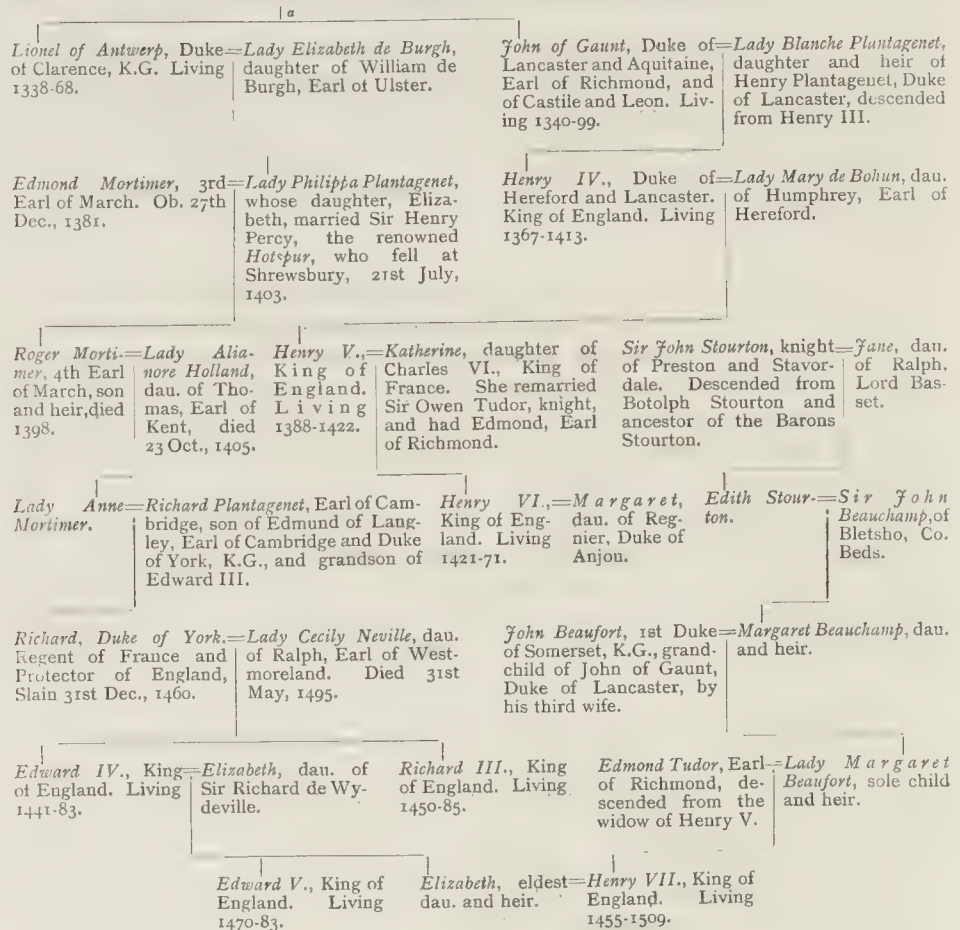 a
Lionel of Antwerp, Duke=
of Clarence, K.G. Living
1338-68.
Lady Elizabeth de Burgh,
daughter of William de
Burgh, Earl of Ulster.
John of Gaunt, Duke of=
Lancaster and Aquitaine,
Earl of Richmond, and
of Castile and Leon. Liv-
ing 1340-99.
Lady Blanche Plantagenet,
daughter and heir of
Henry Plantagenet, Duke
of Lancaster, descended
from Henry III.
Edmond Mortimer, 3rd=
Earl of March. Ob. 27th
Dec., 1381.
Lady Philippa Plantagenet,
whose daughter, Eliza-
beth, married Sir Henry
Percy, the renowned
Hotspur, who fell at
Shrewsbury, 21st July,
1403.
Henry IV., Duke of=
Hereford and Lancaster.
King of England. Living
1367-1413.
Lady Mary de Bohun, dau.
of Humphrey, Earl of
Hereford.
Roger Morti-=
mer, 4th Earl
of March, son
and heir, died
1398.
Lady Alia-
nore Holland,
dau. of Tho-
mas, Earl of
Kent, died
23 Oct., 1405.
Henry V.,=
King of
England.
Living
1388-1422.
Katherine, daughter of
Charles VI., King of
France. She remarried
Sir Owen Tudor, knight,
and had Edmond, Earl
of Richmond.
Sir John Stourton, knight=
of Preston and Stavor-
dale. Descended from
Botolph Stourton and
ancestor of the Barons
Stourton.
Jane, dau.
of Ralph,
Lord Bas-
set.
Lady Anne=
Mortimer.
Richard Plantagenet, Earl of Cam-
bridge, son of Edmund of Lang-
ley, Earl of Cambridge and Duke
of York, K.G., and grandson of
Edward III.
Henry VI.,=
King of Eng-
land. Living
1421-71.
Margaret,
dau. of Reg-
nier, Duke of
Anjou.
Edith Stour-=
ton.
Sir John
Beauchamp, of
Bletsho, Co.
Beds.
Richard, Duke of York.=
Regent of France and
Protector of England,
Slain 31st Dec., 1460.
Lady Cecily Neville, dau.
of Ralph, Earl of West-
moreland. Died 31st
May, 1495.
John Beaufort, 1st Duke=
of Somerset, K.G., grand-
child of John of Gaunt,
Duke of Lancaster, by
his third wife.
Margaret Beauchamp, dau.
and heir.
Edward IV., King=
of England. Living
1441-83.
Elizabeth, dau. of
Sir Richard de Wy-
deville.
Richard III., King
of England. Living
1450-85.
Edmond Tudor, Earl=
of Richmond, de-
scended from the
widow of Henry V.
Lady Margaret
Beaufort, sole child
and heir.
Edward V., King of
England. Living
1470-83.
Elizabeth, eldest=
dau. and heir.
Henry VII., King of
England. Living
1455-1509.